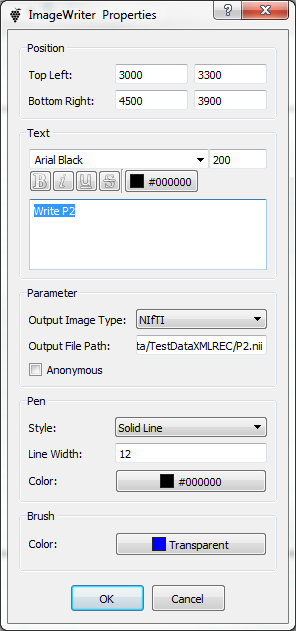 ImageWriter Properties
Position
Top Left: 3000 3300
Bottom Right: 4500 3900
Text
Arial Black 200
B i U S #000000
Write P2
Parameter
Output Image Type: NIfTI
Output File Path: ta/TestDataXMLREC/P2.nii
Anonymous
Pen
Style: Solid Line
Line Width: 12
Color: #000000
Brush
Color: Transparent
OK Cancel